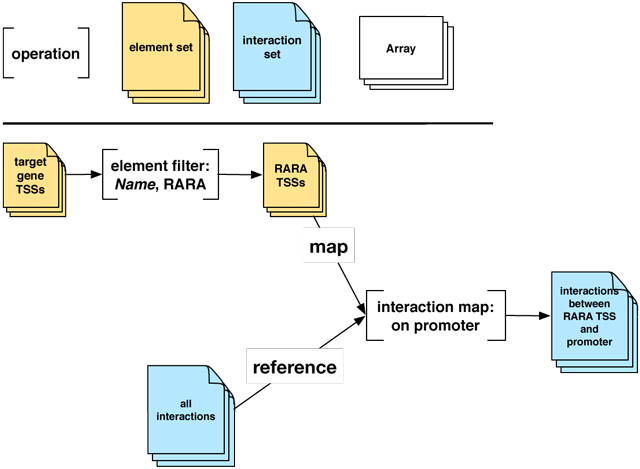 operation
element set
interaction
set
Array
target
gene
TSSs
element filter:
Name, RARA
RARA
TSSs
map
interaction map:
on promoter
interactions
between
RARA TSS
and
promoter
reference
all
interactions